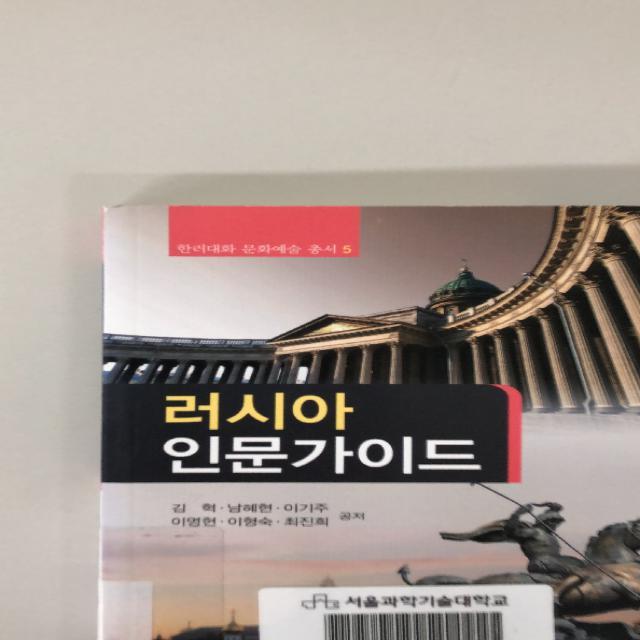 한러대화 문화예술 총서 5
러시아
인문가이드
김 혁·남혜현·이기주
이명현·이형숙·최진희 공저
서울과학기술대학교